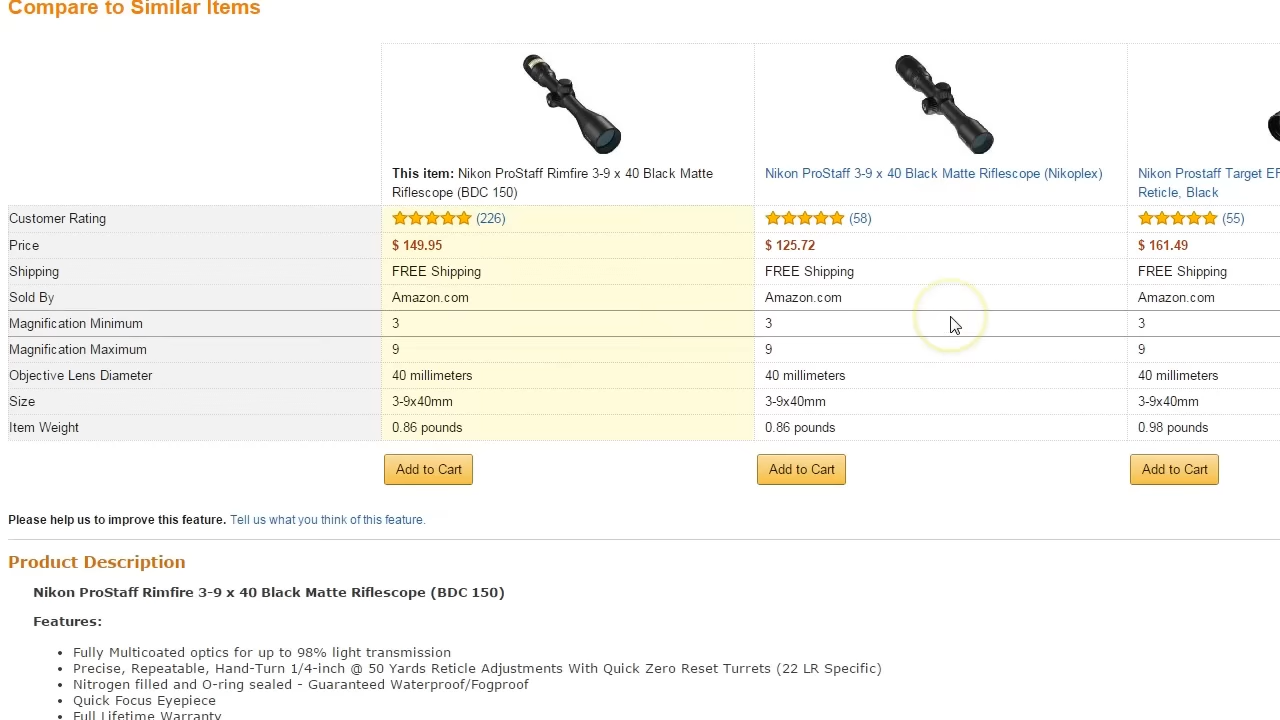 Compare to Similar Items
This item: Nikon ProStaff Rimfire 3-9 x 40 Black Matte
Riflescope (BDC 150)
Nikon ProStaff 3-9 x 40 Black Matte Riflescope (Nikoplex)
Nikon Prostaff Target EF
Reticle, Black
Customer Rating (226) (58) (55)
Price $ 149.95 $ 125.72 $ 161.49
Shipping FREE Shipping FREE Shipping FREE Shipping
Sold By Amazon.com Amazon.com Amazon.com
Magnification Minimum 3 3 3
Magnification Maximum 9 9 9
Objective Lens Diameter 40 millimeters 40 millimeters 40 millimeters
Size 3-9x40mm 3-9x40mm 3-9x40mm
Item Weight 0.86 pounds 0.86 pounds 0.98 pounds
Add to Cart Add to Cart Add to Cart
Please help us to improve this feature. Tell us what you think of this feature.
Product Description
Nikon ProStaff Rimfire 3-9 x 40 Black Matte Riflescope (BDC 150)
Features:
• Fully Multicoated optics for up to 98% light transmission
• Precise, Repeatable, Hand-Turn 1/4-inch @ 50 Yards Reticle Adjustments With Quick Zero Reset Turrets (22 LR Specific)
• Nitrogen filled and O-ring sealed - Guaranteed Waterproof/Fogproof
• Quick Focus Eyepiece
• Full Lifetime Warranty